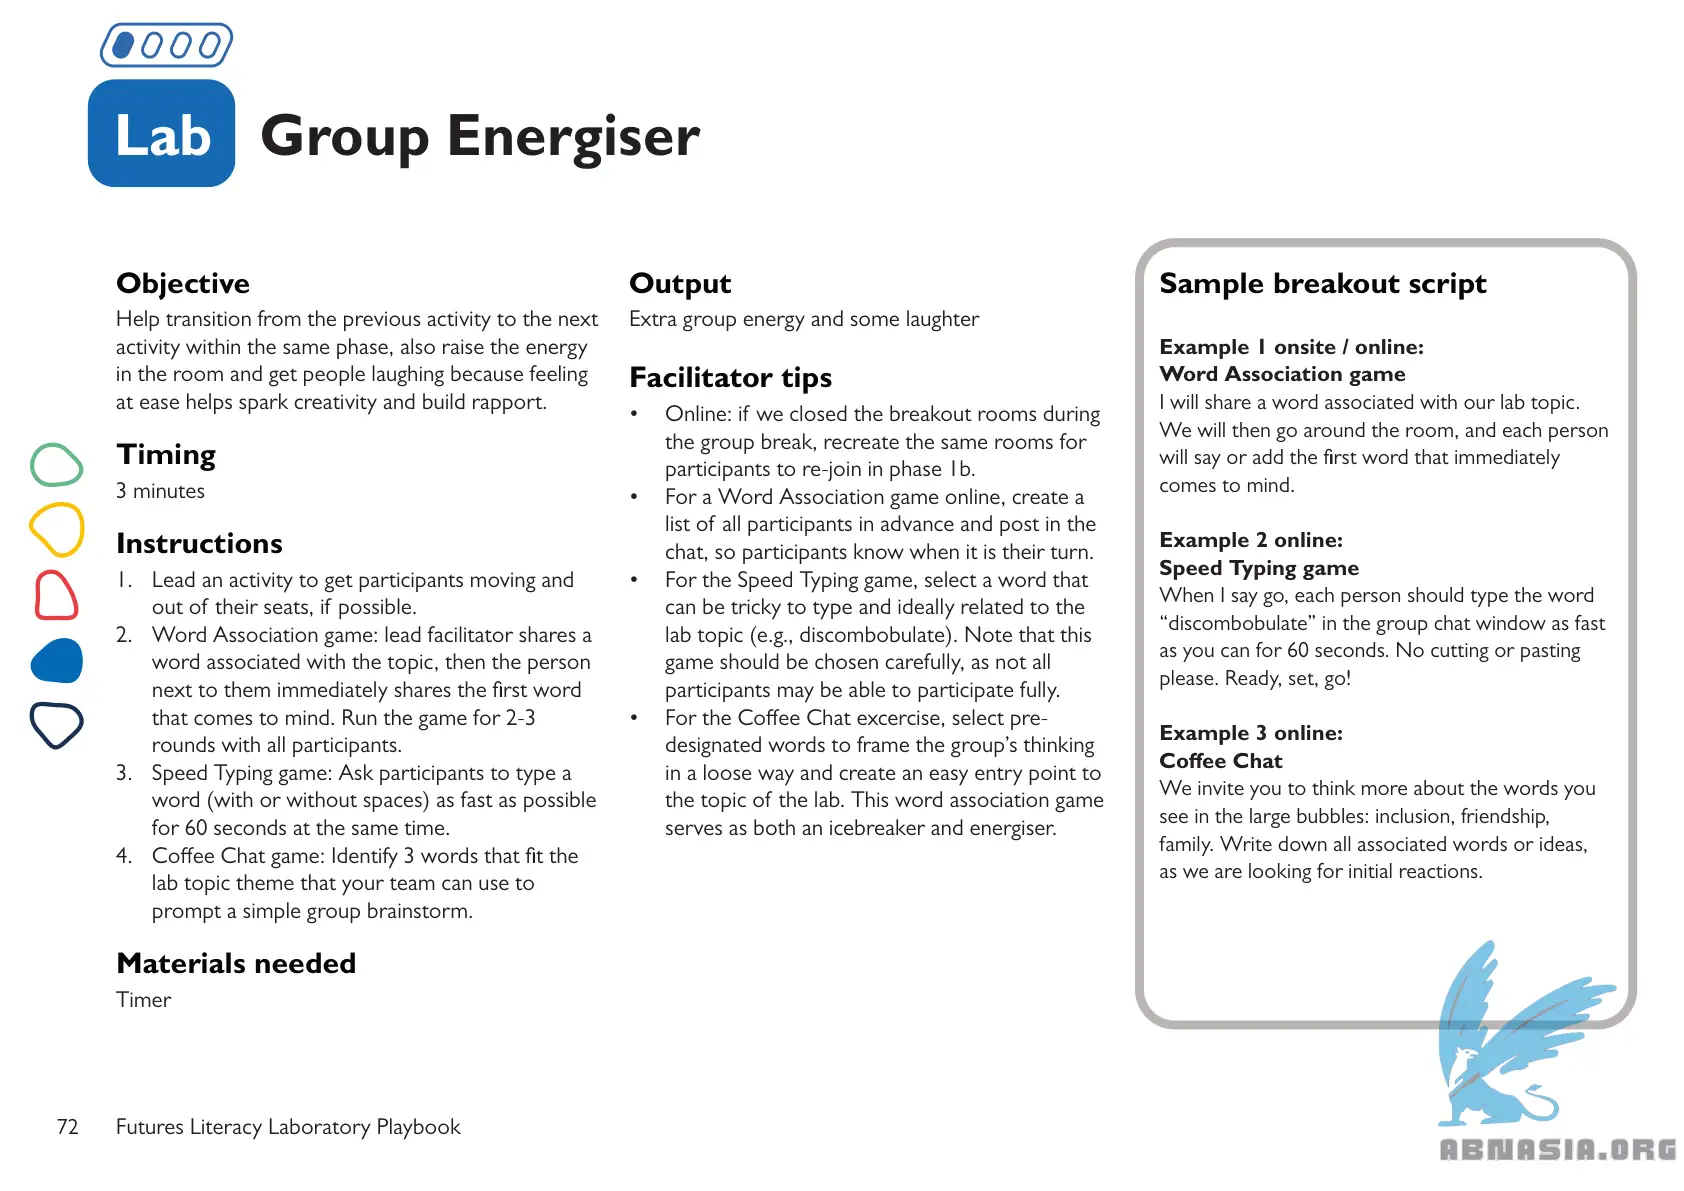 Lab Group Energiser
Objective
Help transition from the previous activity to the next
activity within the same phase, also raise the energy
in the room and get people laughing because feeling
at ease helps spark creativity and build rapport.
Timing
3 minutes
Instructions
1. Lead an activity to get participants moving and
out of their seats, if possible.
2. Word Association game: lead facilitator shares a
word associated with the topic, then the person
next to them immediately shares the first word
that comes to mind. Run the game for 2-3
rounds with all participants.
3. Speed Typing game: Ask participants to type a
word (with or without spaces) as fast as possible
for 60 seconds at the same time.
4. Coffee Chat game: Identify 3 words that fit the
lab topic theme that your team can use to
prompt a simple group brainstorm.
Materials needed
Timer
Output
Extra group energy and some laughter
Facilitator tips
• Online: if we closed the breakout rooms during
the group break, recreate the same rooms for
participants to re-join in phase 1b.
• For a Word Association game online, create a
list of all participants in advance and post in the
chat, so participants know when it is their turn.
• For the Speed Typing game, select a word that
can be tricky to type and ideally related to the
lab topic (e.g., discombobulate). Note that this
game should be chosen carefully, as not all
participants may be able to participate fully.
• For the Coffee Chat excercise, select pre-
designated words to frame the group's thinking
in a loose way and create an easy entry point to
the topic of the lab. This word association game
serves as both an icebreaker and energiser.
Sample breakout script
Example 1 onsite / online:
Word Association game
I will share a word associated with our lab topic.
We will then go around the room, and each person
will say or add the first word that immediately
comes to mind.
Example 2 online:
Speed Typing game
When I say go, each person should type the word
“discombobulate” in the group chat window as fast
as you can for 60 seconds. No cutting or pasting
please. Ready, set, go!
Example 3 online:
Coffee Chat
We invite you to think more about the words you
see in the large bubbles: inclusion, friendship,
family. Write down all associated words or ideas,
as we are looking for initial reactions.
72 Futures Literacy Laboratory Playbook
ABNASIA.ORG